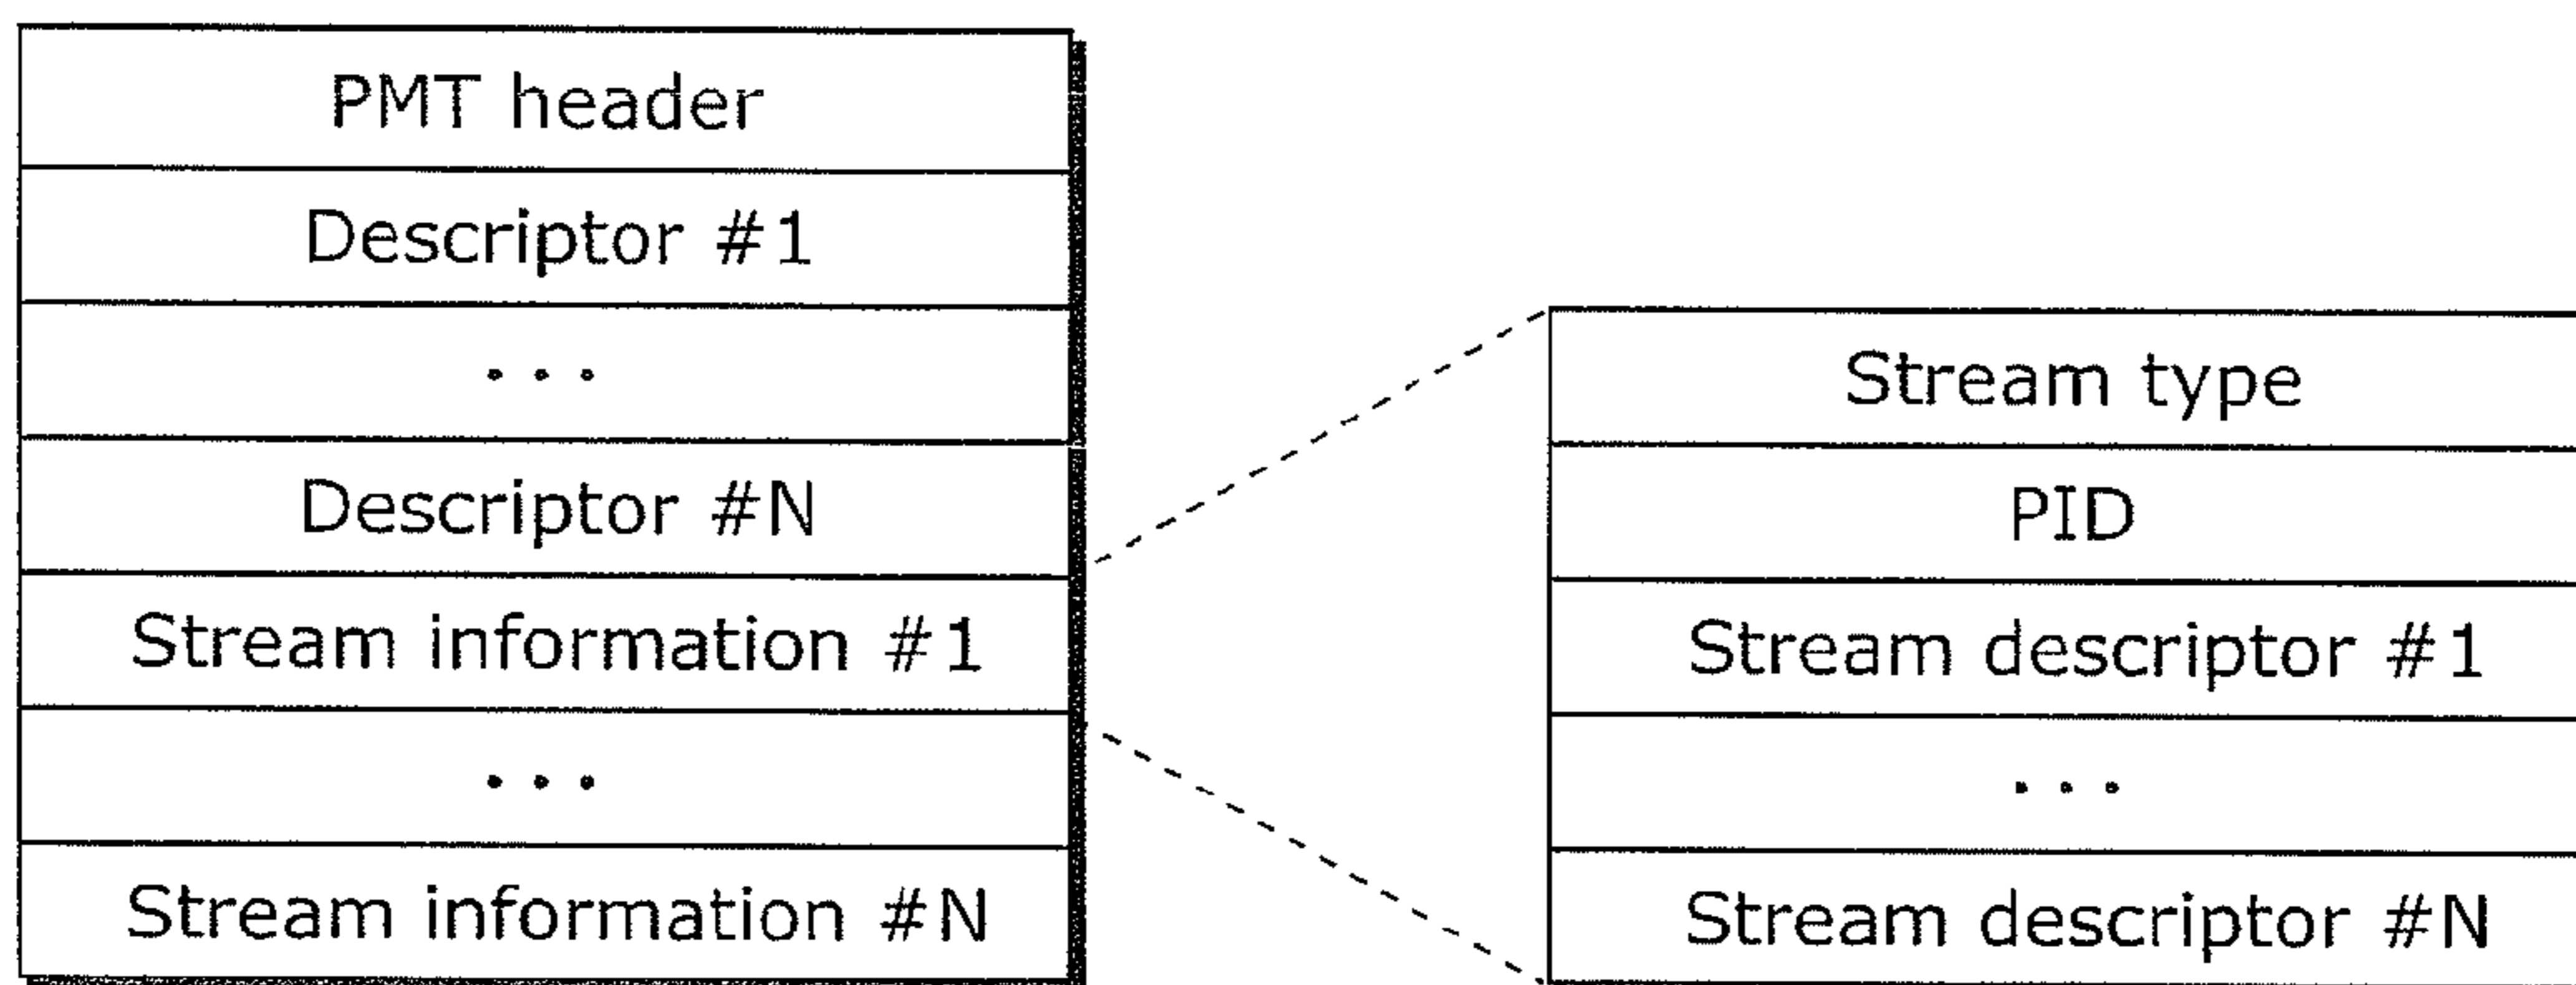 PMT header
Descriptor #1
...
Descriptor #N
Stream information #1
...
Stream information #N
Stream type
PID
Stream descriptor #1
...
Stream descriptor #N